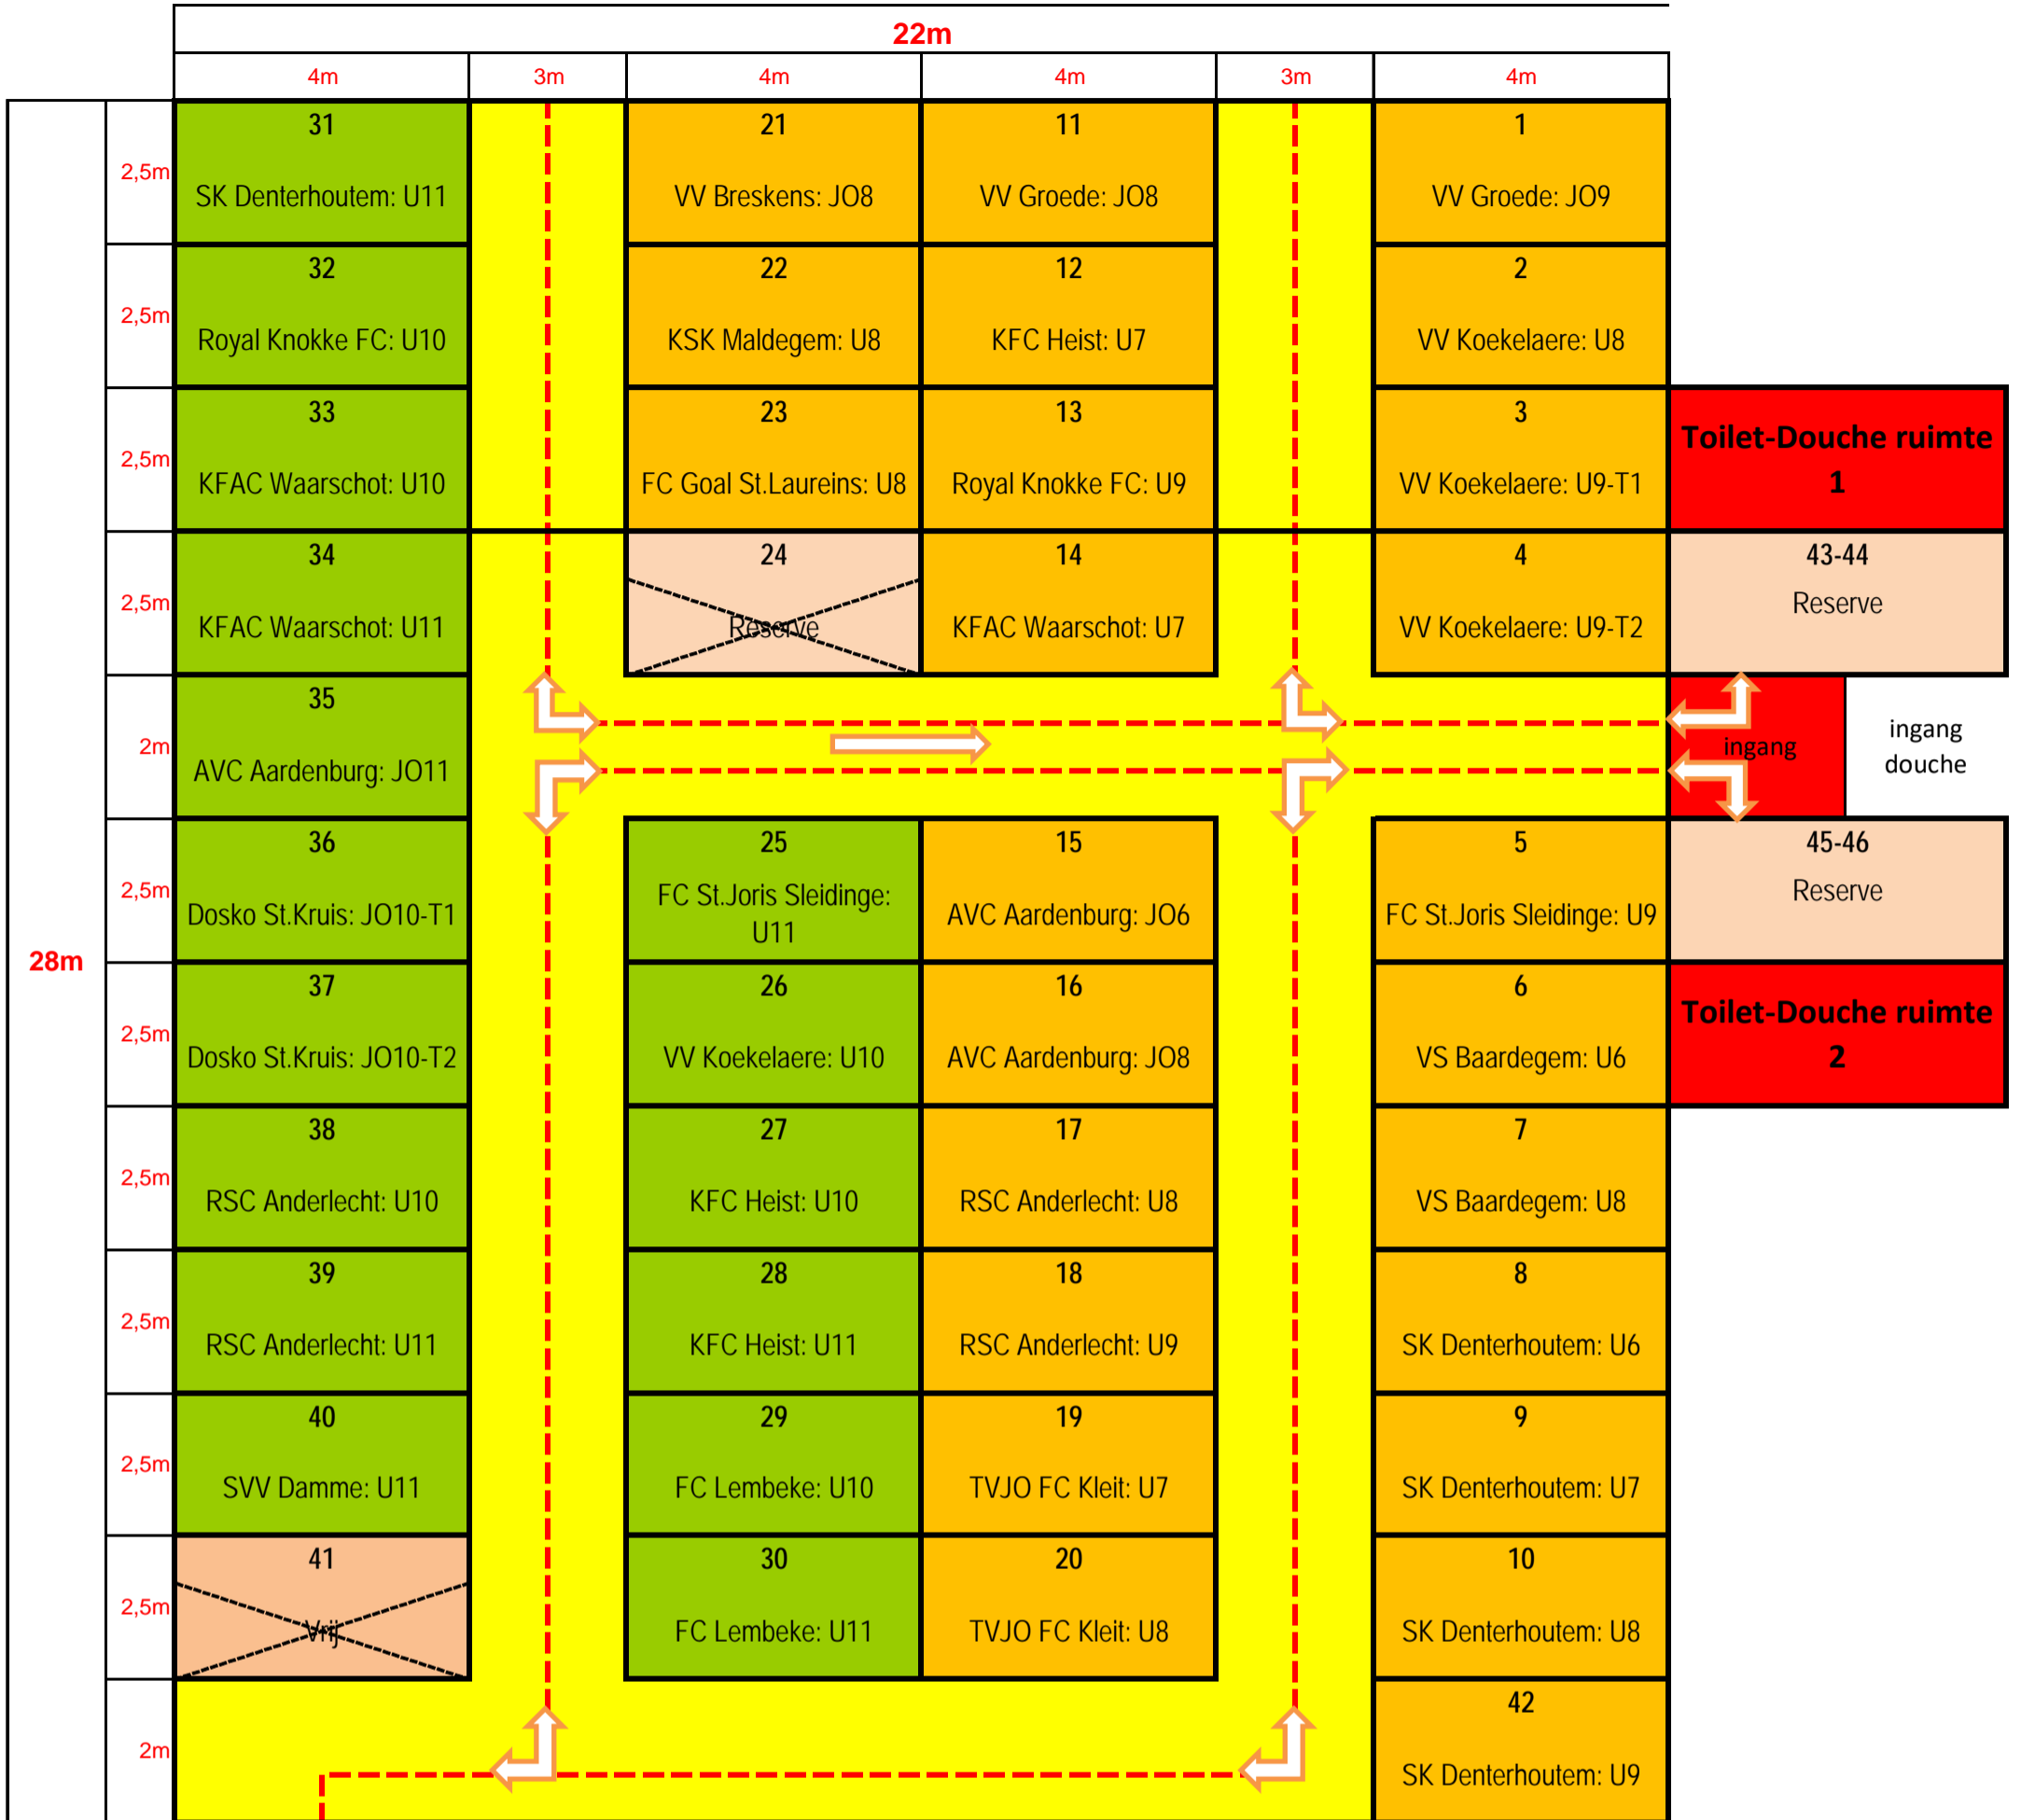 22m
4m 3m 4m 4m 3m 4m
31 21 11 1
2,5m
SK Denterhoutem: U11 VV Breskens: JO8 VV Groede: JO8 VV Groede: JO9
32 22 12 2
2,5m
Royal Knokke FC: U10 KSK Maldegem: U8 KFC Heist: U7 VV Koekelaere: U8
33 23 13 3
Toilet-Douche ruimte
1
2,5m
KFAC Waarschot: U10 FC Goal St.Laureins: U8 Royal Knokke FC: U9 VV Koekelaere: U9-T1
34 24 14 4 43-44
2,5m
Reserve
KFAC Waarschot: U11 Reserve KFAC Waarschot: U7 VV Koekelaere: U9-T2
35
2m
ingang
ingang
douche
AVC Aardenburg: JO11
36 25 15 5 45-46
2,5m
Reserve
Dosko St.Kruis: JO10-T1 FC St.Joris Sleidinge:
U11
AVC Aardenburg: JO6 FC St.Joris Sleidinge: U9
28m
37 26 16 6
Toilet-Douche ruimte
2
2,5m
Dosko St.Kruis: JO10-T2 VV Koekelaere: U10 AVC Aardenburg: JO8 VS Baardegem: U6
38 27 17 7
2,5m
RSC Anderlecht: U10 KFC Heist: U10 RSC Anderlecht: U8 VS Baardegem: U8
39 28 18 8
2,5m
RSC Anderlecht: U11 KFC Heist: U11 RSC Anderlecht: U9 SK Denterhoutem: U6
40 29 19 9
2,5m
SVV Damme: U11 FC Lembeke: U10 TVJO FC Kleit: U7 SK Denterhoutem: U7
41 30 20 10
2,5m
Vrij FC Lembeke: U11 TVJO FC Kleit: U8 SK Denterhoutem: U8
42
2m
SK Denterhoutem: U9